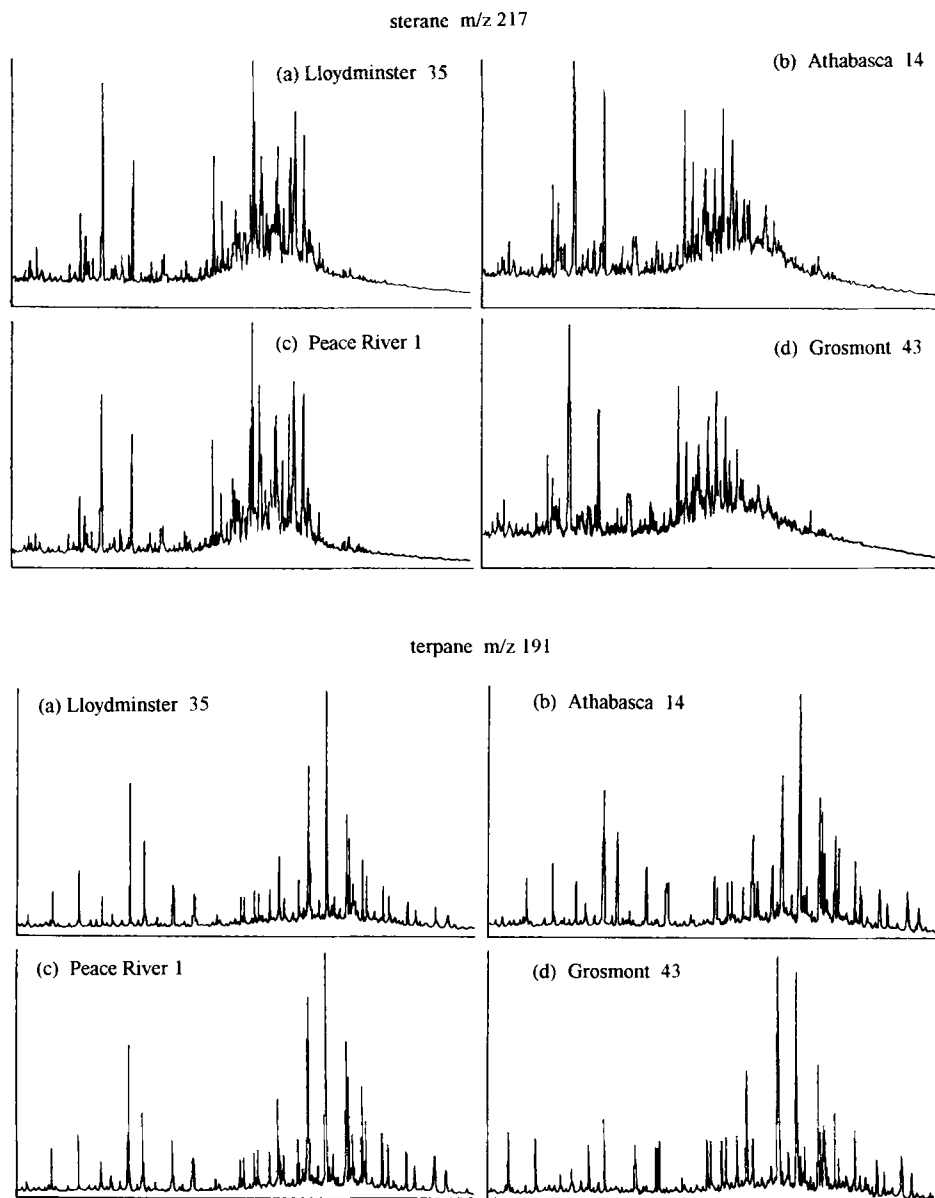 sterane m/z 217
(a) Lloydminster 35
(b) Athabasca 14
(c) Peace River 1
(d) Grosmont 43
terpane m/z 191
(a) Lloydminster 35
(b) Athabasca 14
(c) Peace River 1
(d) Grosmont 43